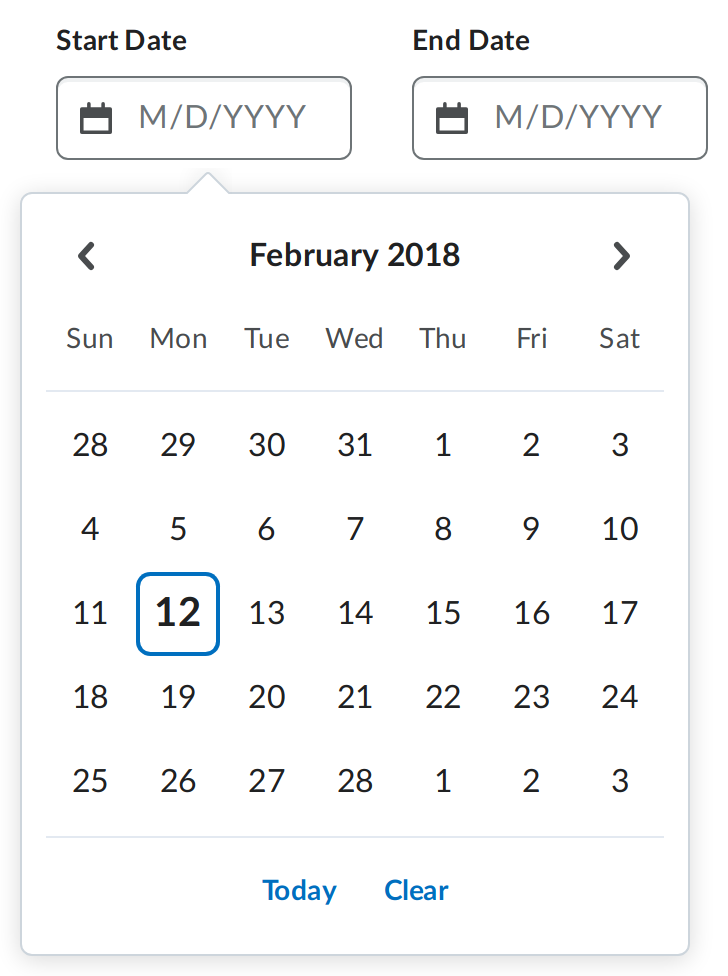 Start Date End Date
M/D/YYYY M/D/YYYY
February 2018
Sun Mon Tue Wed Thu Fri Sat
28 29 30 31 1 2 3
4 5 6 7 8 9 10
11 12 13 14 15 16 17
18 19 20 21 22 23 24
25 26 27 28 1 2 3
Today Clear